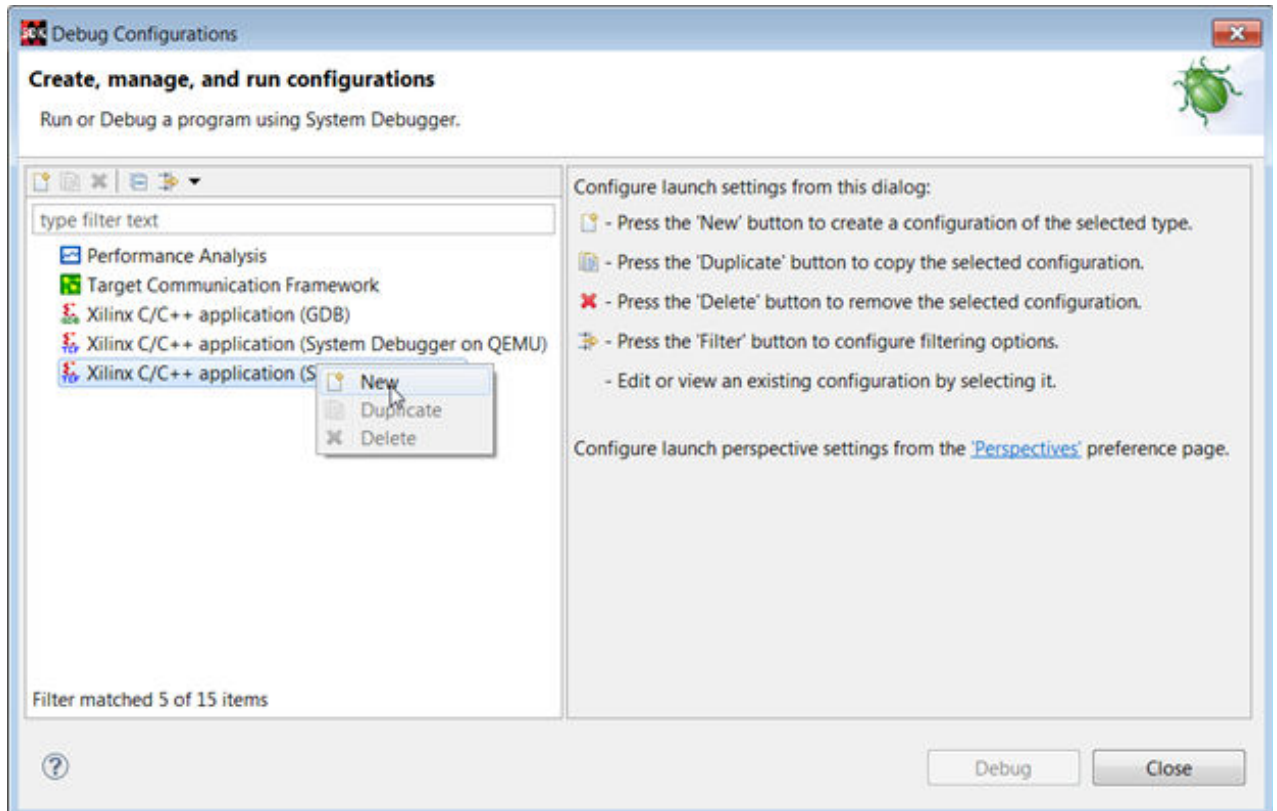 Debug Configurations
Create, manage, and run configurations
Run or Debug a program using System Debugger.
type filter text
Performance Analysis
Target Communication Framework
Xilinx C/C++ application (GDB)
Xilinx C/C++ application (System Debugger on QEMU)
Xilinx C/C++ application (S
New
Duplicate
Delete
Filter matched 5 of 15 items
Configure launch settings from this dialog:
- Press the 'New' button to create a configuration of the selected type.
- Press the 'Duplicate' button to copy the selected configuration.
- Press the 'Delete' button to remove the selected configuration.
- Press the 'Filter' button to configure filtering options.
- Edit or view an existing configuration by selecting it.
Configure launch perspective settings from the 'Perspectives' preference page.
Debug
Close